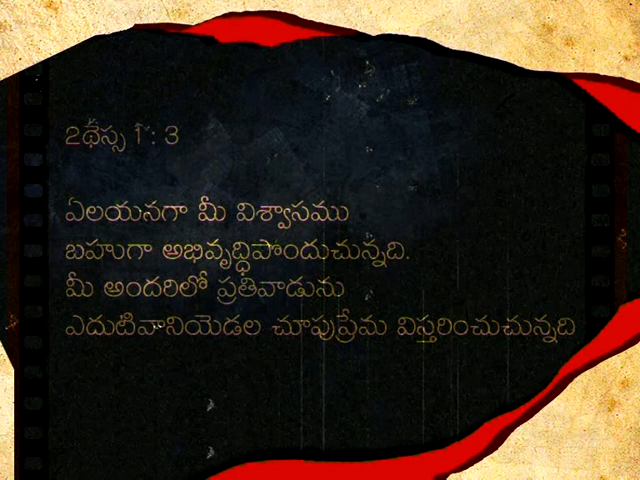 2థెస్స 1 : 3
ఏలయనగా మీ విశ్వాసము
బహుగా అభివృద్ధిపొందుచున్నది.
మీ అందరిలో ప్రతివాడును
ఎదుటివానియెడల చూపుప్రేమ విస్తరించుచున్నది